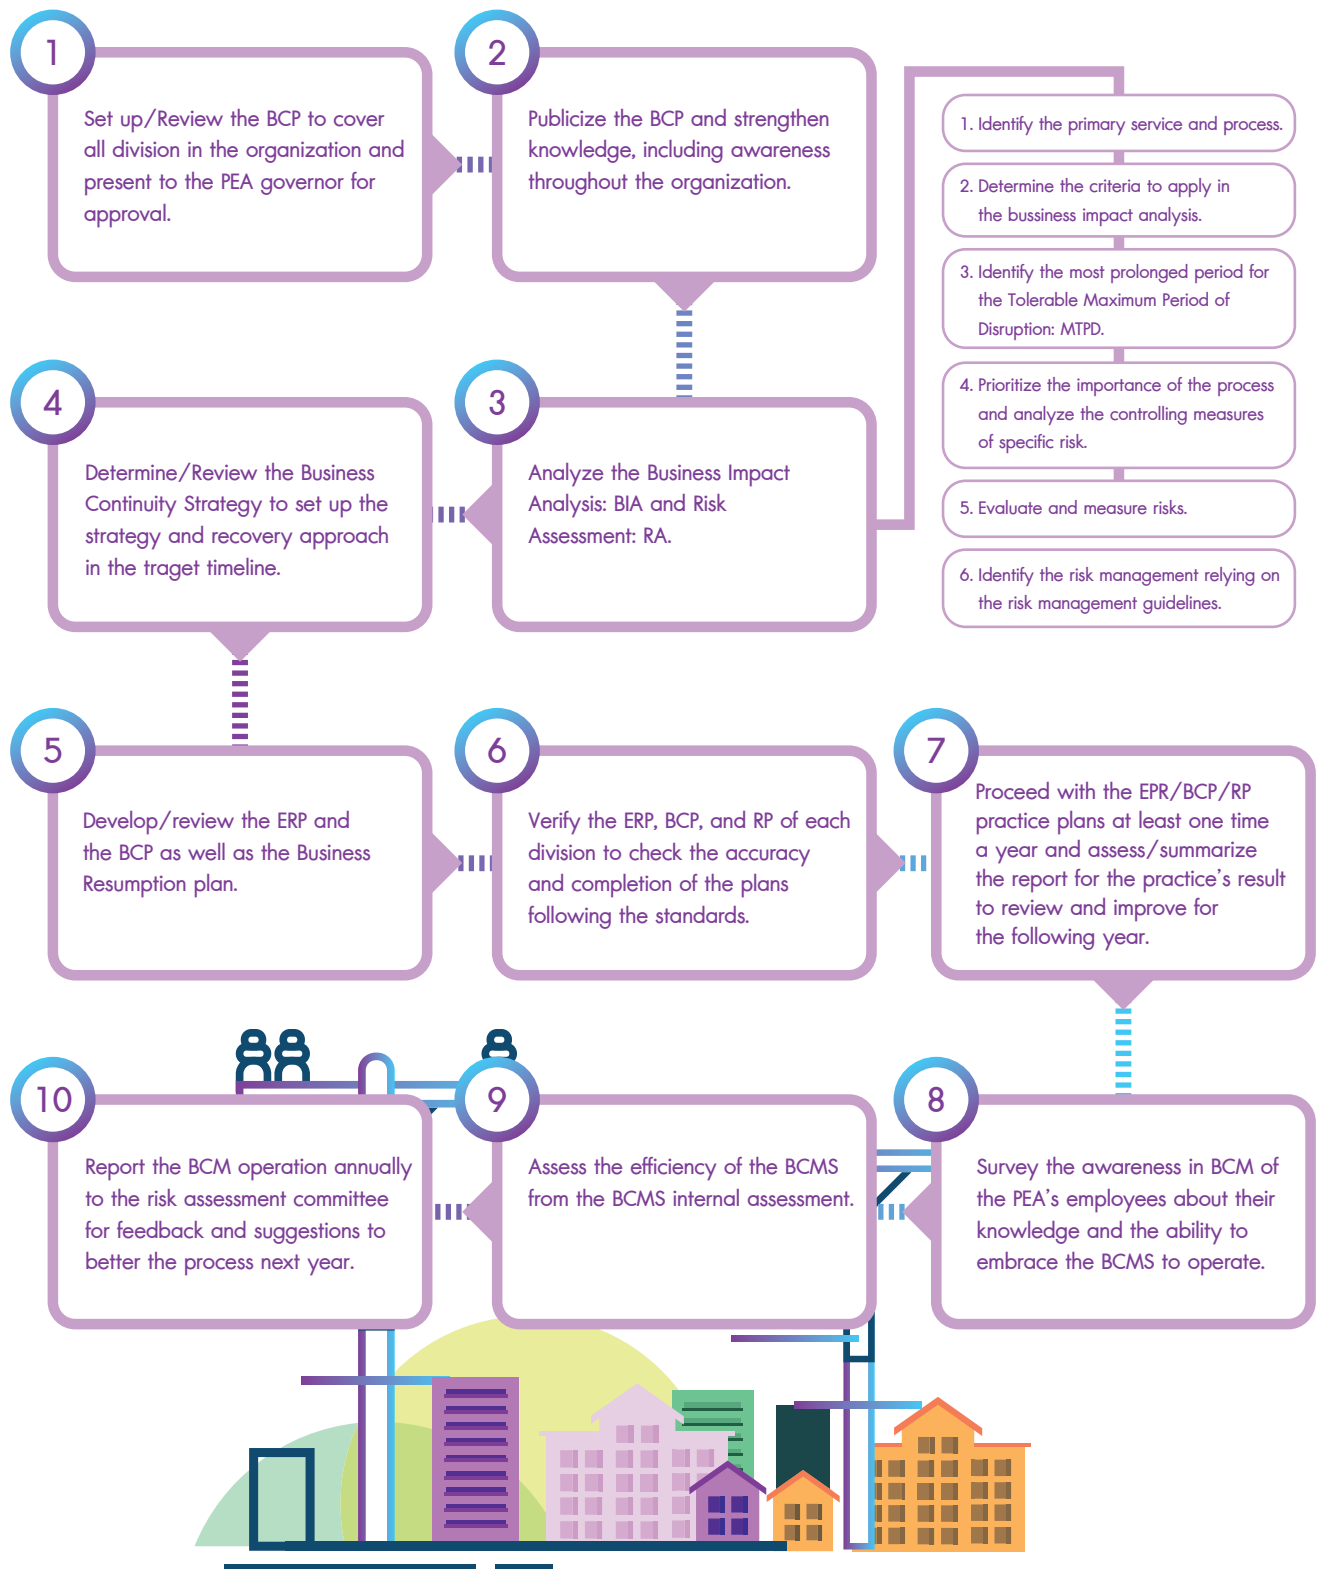 1
Set up/Review the BCP to cover
all division in the organization and
present to the PEA governor for
approval.
2
Publicize the BCP and strengthen
knowledge, including awareness
throughout the organization.
3
Analyze the Business Impact
Analysis: BIA and Risk
Assessment: RA.
1. Identify the primary service and process.
2. Determine the criteria to apply in
the bussiness impact analysis.
3. Identify the most prolonged period for
the Tolerable Maximum Period of
Disruption: MTPD.
4. Prioritize the importance of the process
and analyze the controlling measures
of specific risk.
5. Evaluate and measure risks.
6. Identify the risk management relying on
the risk management guidelines.
4
Determine/Review the Business
Continuity Strategy to set up the
strategy and recovery approach
in the traget timeline.
5
Develop/review the ERP and
the BCP as well as the Business
Resumption plan.
6
Verify the ERP, BCP, and RP of each
division to check the accuracy
and completion of the plans
following the standards.
7
Proceed with the EPR/BCP/RP
practice plans at least one time
a year and assess/summarize
the report for the practice's result
to review and improve for
the following year.
8
Survey the awareness in BCM of
the PEA's employees about their
knowledge and the ability to
embrace the BCMS to operate.
9
Assess the efficiency of the BCMS
from the BCMS internal assessment.
10
Report the BCM operation annually
to the risk assessment committee
for feedback and suggestions to
better the process next year.